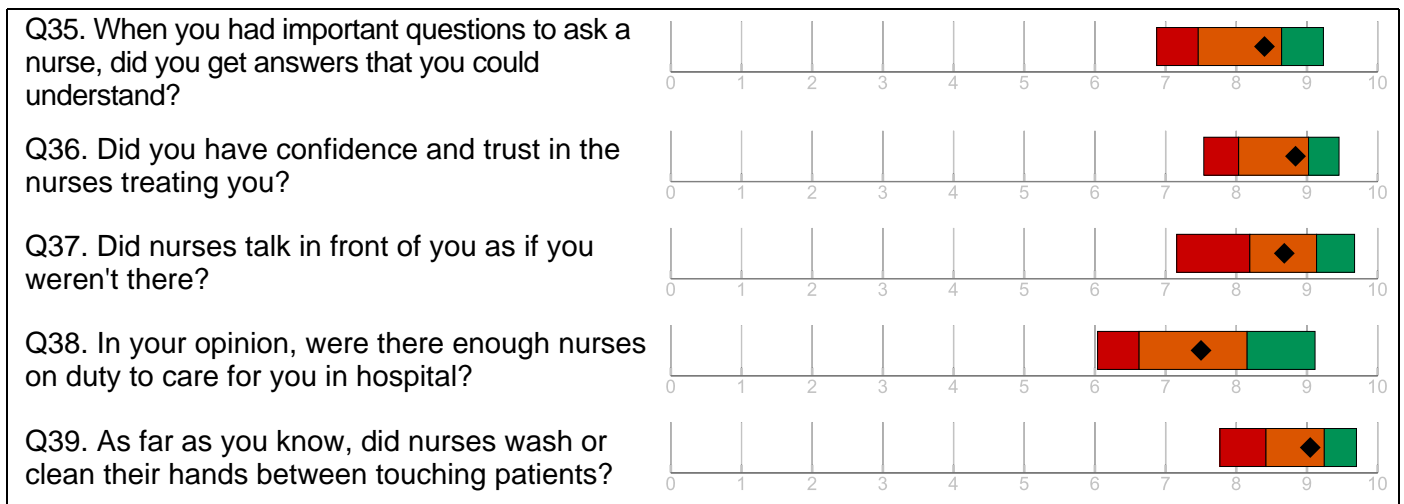 Q35. When you had important questions to ask a
nurse, did you get answers that you could
understand?
0 1 2 3 4 5 6 7 8 9 10
Q36. Did you have confidence and trust in the
nurses treating you?
0 1 2 3 4 5 6 7 8 9 10
Q37. Did nurses talk in front of you as if you
weren't there?
0 1 2 3 4 5 6 7 8 9 10
Q38. In your opinion, were there enough nurses
on duty to care for you in hospital?
0 1 2 3 4 5 6 7 8 9 10
Q39. As far as you know, did nurses wash or
clean their hands between touching patients?
0 1 2 3 4 5 6 7 8 9 10